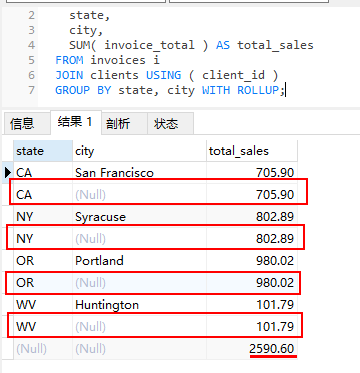 2 state,
3 city,
4 SUM( invoice_total ) AS total_sales
5 FROM invoices i
6 JOIN clients USING ( client_id )
7 GROUP BY state, city WITH ROLLUP;
信息 结果 1 剖析 状态
state city total_sales
CA San Francisco 705.90
CA (Null) 705.90
NY Syracuse 802.89
NY (Null) 802.89
OR Portland 980.02
OR (Null) 980.02
WV Huntington 101.79
WV (Null) 101.79
(Null) (Null) 2590.60